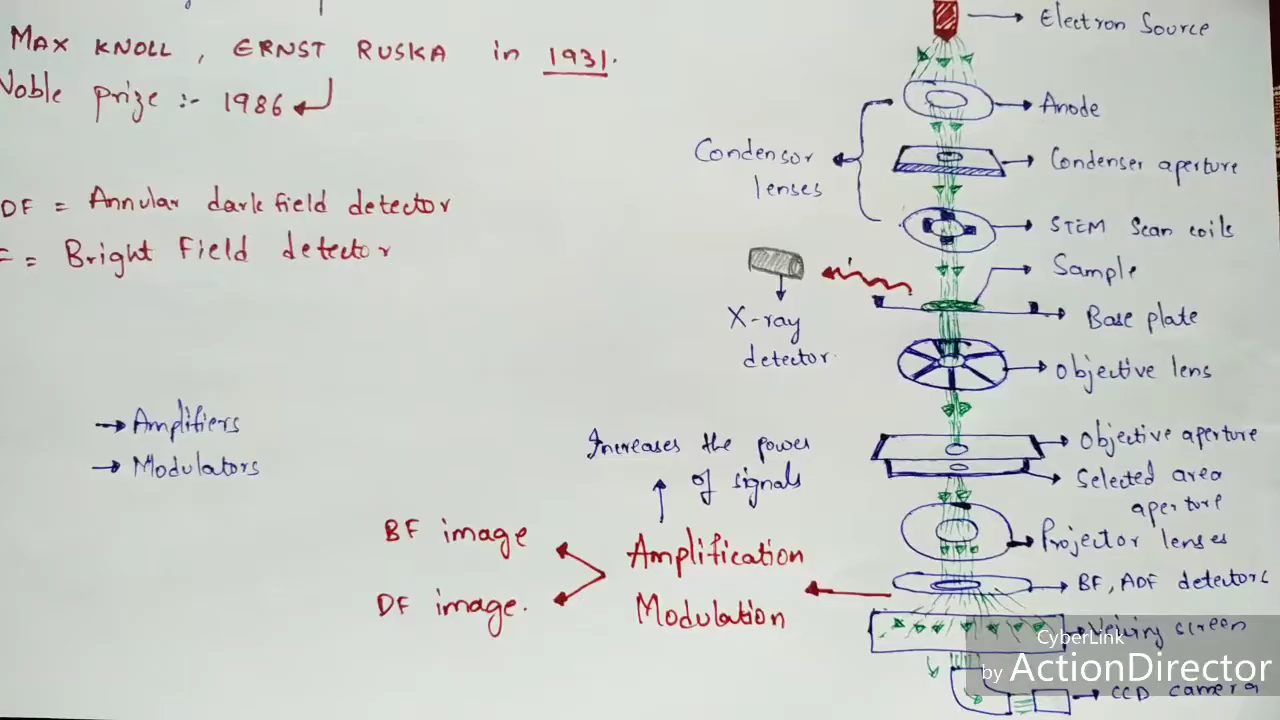 MAX KNOLL, ERNST RUSKA in 1931.
Noble prize :- 1986
DF = Annular dark field detector
= Bright Field detector
→ Amplifiers
→ Modulators
BF image
DF image.
Increases the power
of signals
Amplification
Modulation
Condensor
lenses
X-ray
detector
Electron Source
Anode
Condenser aperture
STEM Scan coils
Sample
Base plate
Objective lens
Objective aperture
Selected area
aperture
Projector lenses
BF, ADF detectors
screen
CCD camera
CyberLink
by ActionDirector